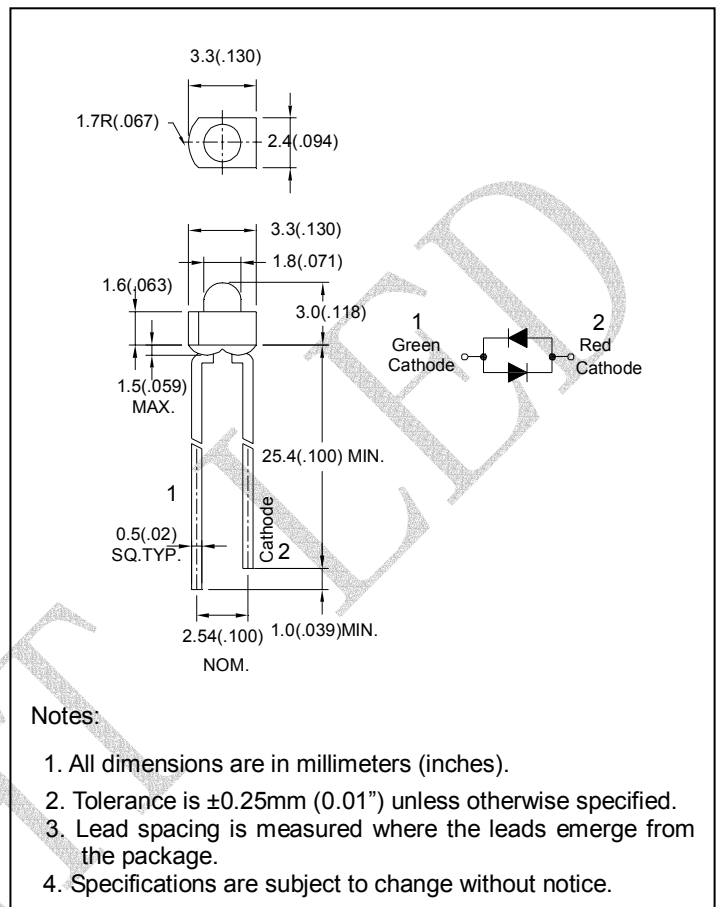 3.3(.130)
1.7R(.067)
2.4(.094)
3.3(.130)
1.8(.071)
1.6(.063)
3.0(.118)
1.5(.059)
MAX.
1
Green
Cathode
2
Red
Cathode
25.4(.100) MIN.
1
0.5(.02)
SQ.TYP.
Cathode
2
2.54(.100)
NOM.
1.0(.039)MIN.
Notes:
1. All dimensions are in millimeters (inches).
2. Tolerance is ±0.25mm (0.01”) unless otherwise specified.
3. Lead spacing is measured where the leads emerge from
the package.
4. Specifications are subject to change without notice.
T LED